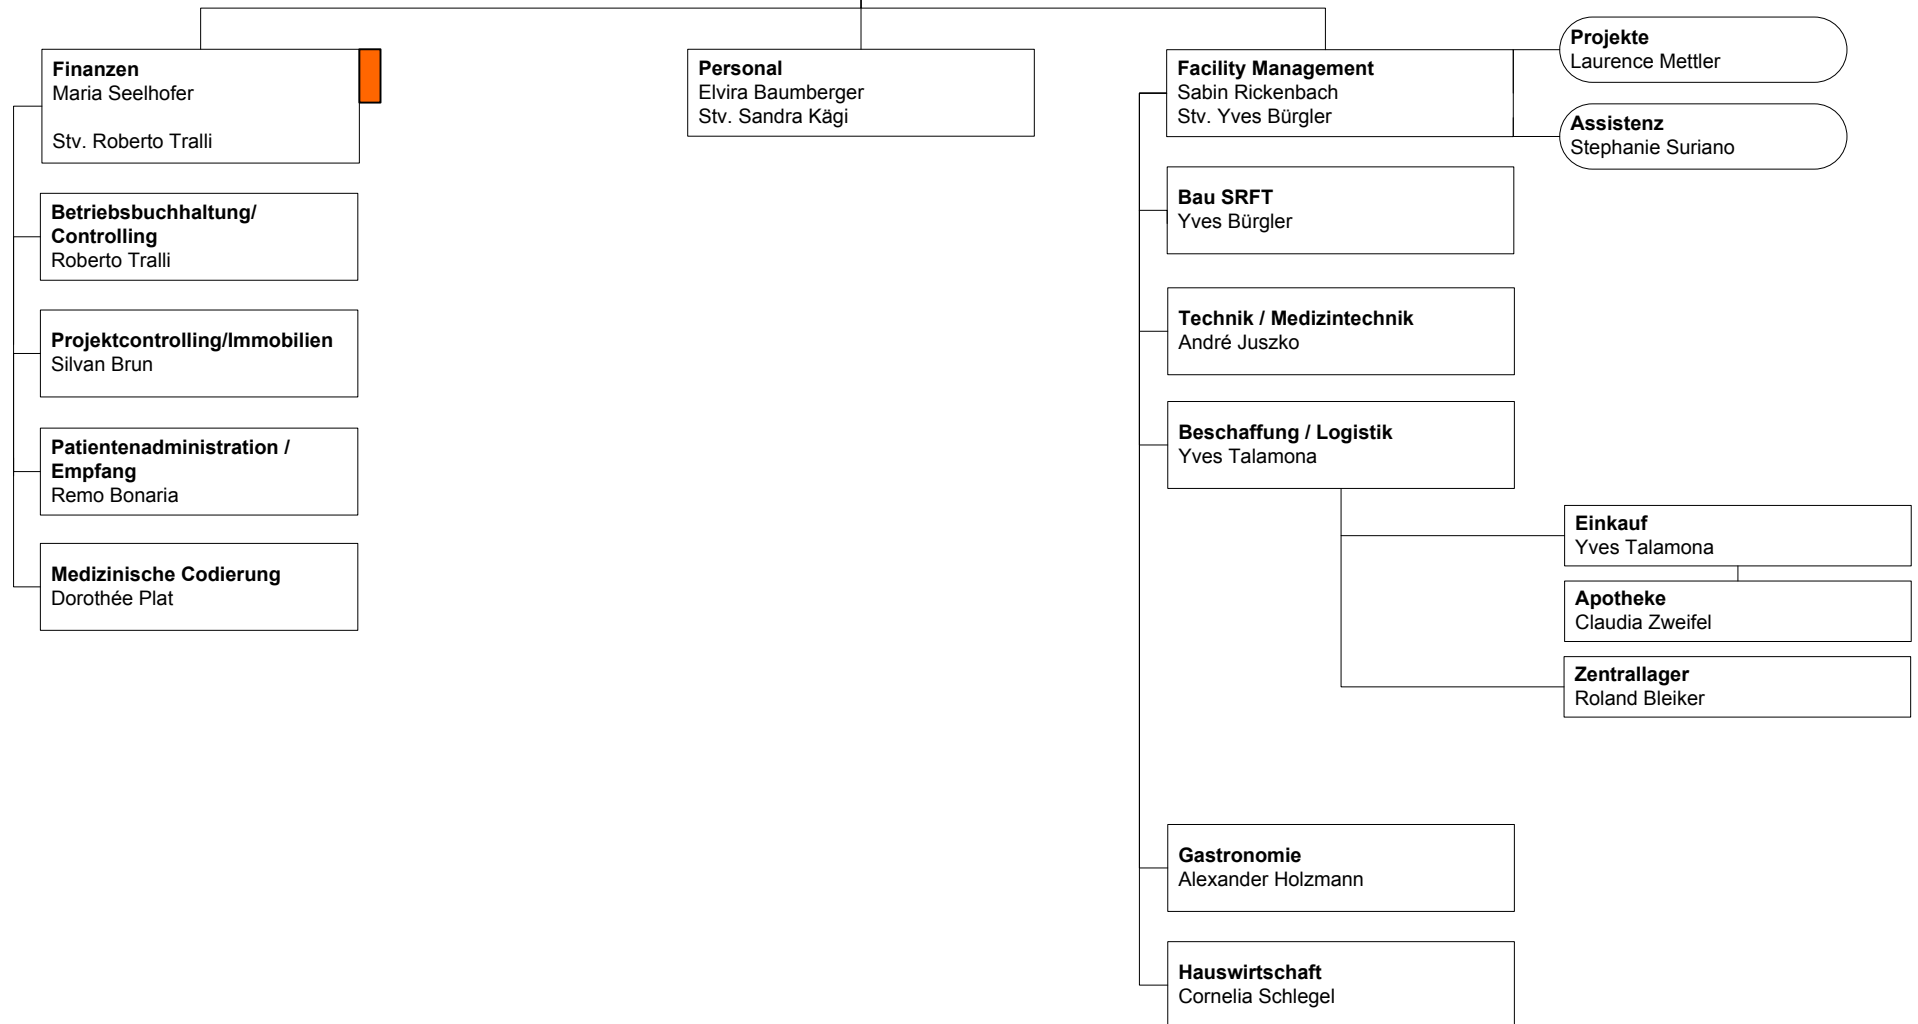 Finanzen
Maria Seelhofer
Stv. Roberto Tralli
Betriebsbuchhaltung/
Controlling
Roberto Tralli
Projektcontrolling/Immobilien
Silvan Brun
Patientenadministration /
Empfang
Remo Bonaria
Medizinische Codierung
Dorothée Plat
Personal
Elvira Baumberger
Stv. Sandra Kägi
Facility Management
Sabin Rickenbach
Stv. Yves Bürgler
Projekte
Laurence Mettler
Assistenz
Stephanie Suriano
Bau SRFT
Yves Bürgler
Technik / Medizintechnik
André Juszko
Beschaffung / Logistik
Yves Talamona
Einkauf
Yves Talamona
Apotheke
Claudia Zweifel
Zentrallager
Roland Bleiker
Gastronomie
Alexander Holzmann
Hauswirtschaft
Cornelia Schlegel